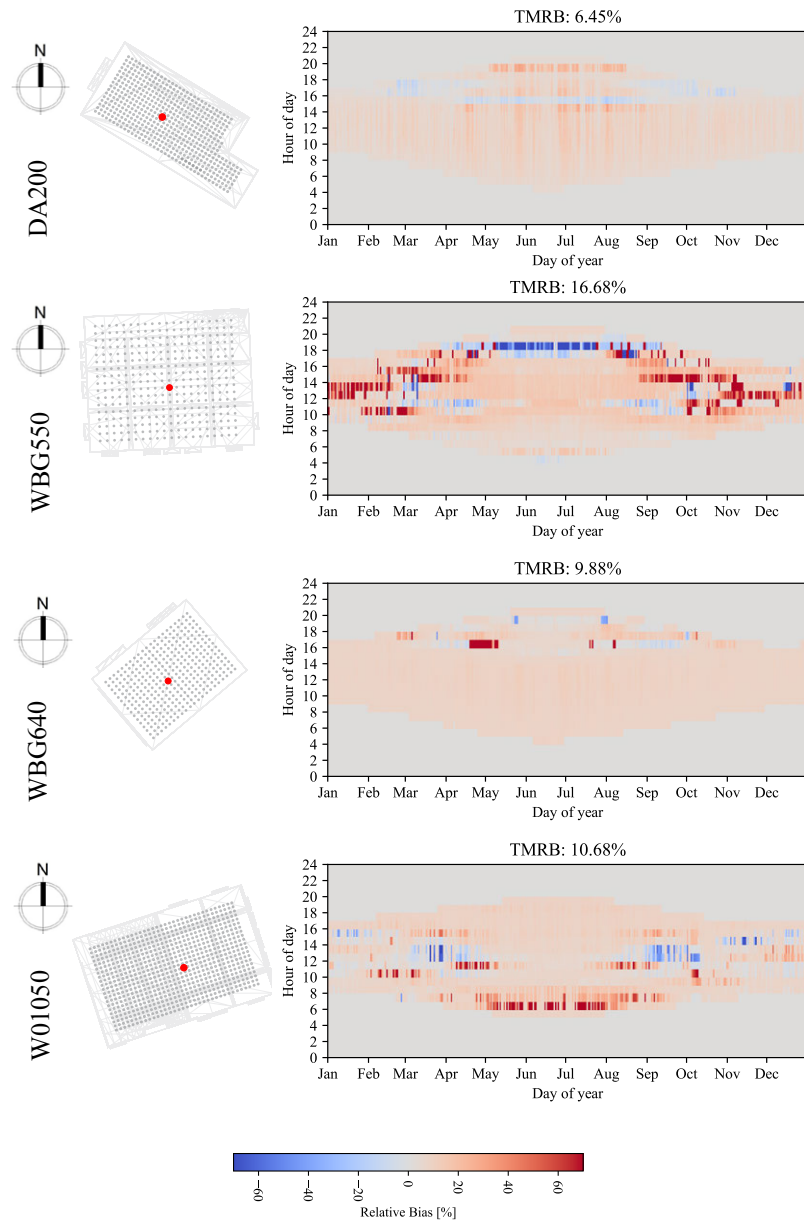 TMRB: 6.45%
N
DA200
Hour of day
24
22
20
18
16
14
12
10
8
6
4
2
0
Jan Feb Mar Apr May Jun Jul Aug Sep Oct Nov Dec
Day of year
TMRB: 16.68%
N
WBG550
Hour of day
24
22
20
18
16
14
12
10
8
6
4
2
0
Jan Feb Mar Apr May Jun Jul Aug Sep Oct Nov Dec
Day of year
TMRB: 9.88%
N
WBG640
Hour of day
24
22
20
18
16
14
12
10
8
6
4
2
0
Jan Feb Mar Apr May Jun Jul Aug Sep Oct Nov Dec
Day of year
TMRB: 10.68%
N
W01050
Hour of day
24
22
20
18
16
14
12
10
8
6
4
2
0
Jan Feb Mar Apr May Jun Jul Aug Sep Oct Nov Dec
Day of year
−60 −40 −20 0 20 40 60
Relative Bias [%]